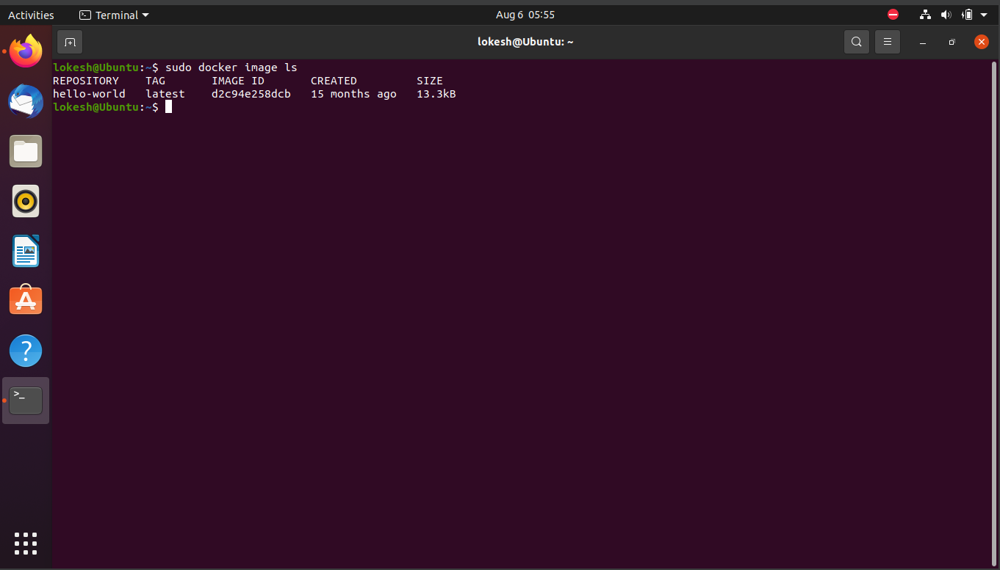 Activities Terminal Aug 6 05:55
lokesh@Ubuntu: ~
lokesh@Ubuntu:~$ sudo docker image ls
REPOSITORY TAG IMAGE ID CREATED SIZE
hello-world latest d2c94e258dcb 15 months ago 13.3kB
lokesh@Ubuntu:~$